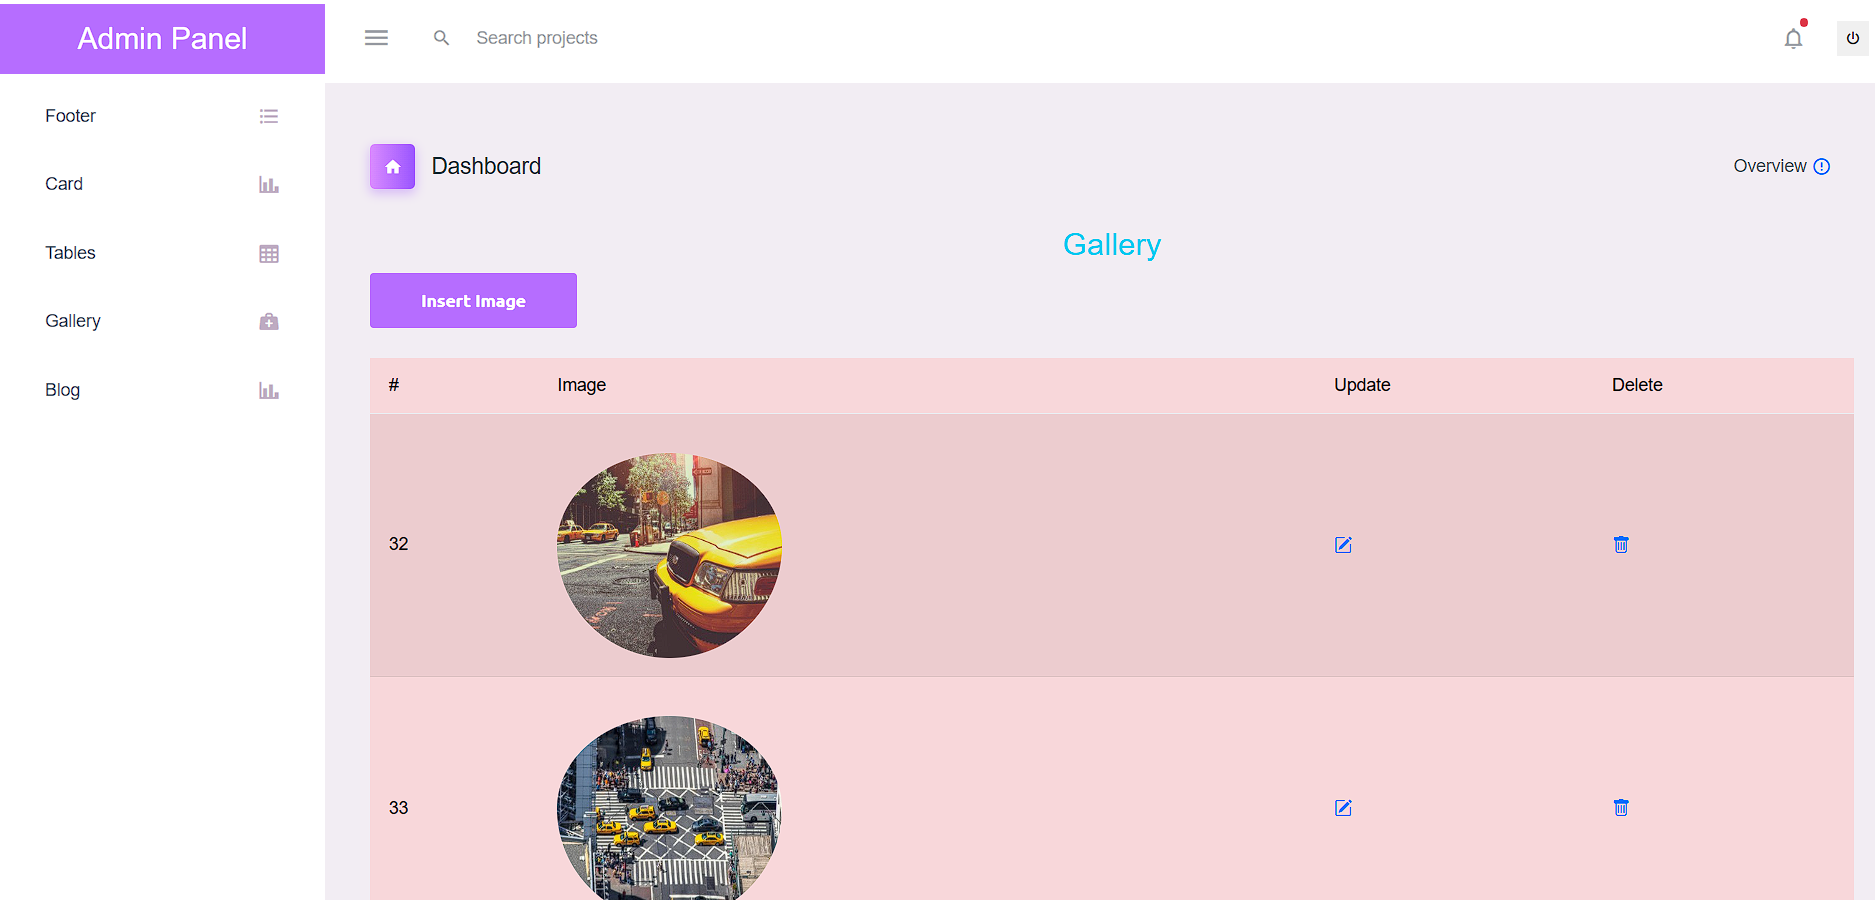 Admin Panel
Search projects
Footer
Card
Tables
Gallery
Blog
Dashboard
Overview
Gallery
Insert Image
# Image Update Delete
32
33